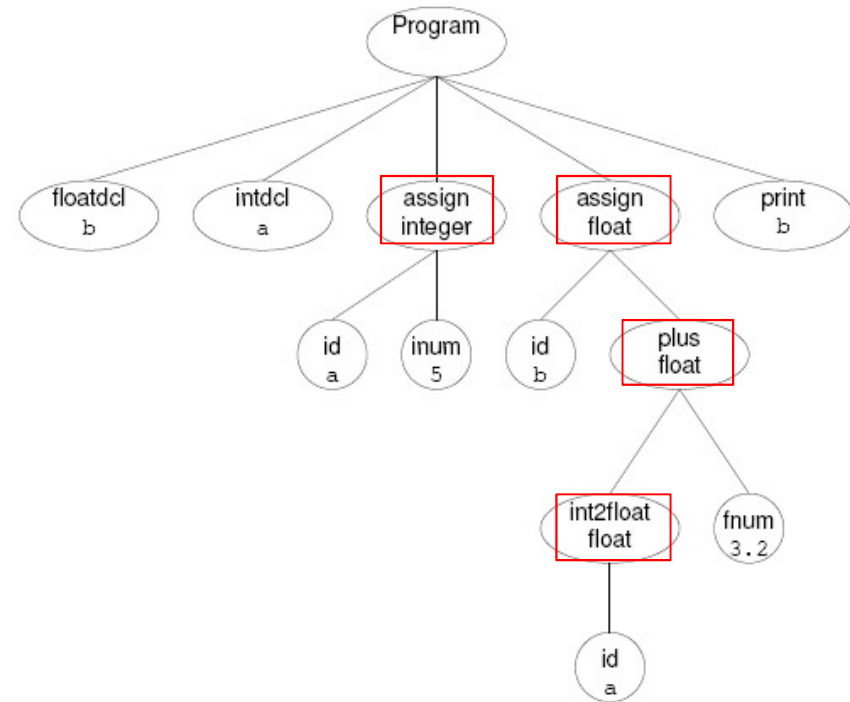 Program
floatdcl
b
intdcl
a
assign
integer
assign
float
print
b
id
a
inum
5
id
b
plus
float
int2float
float
fnum
3.2
id
a